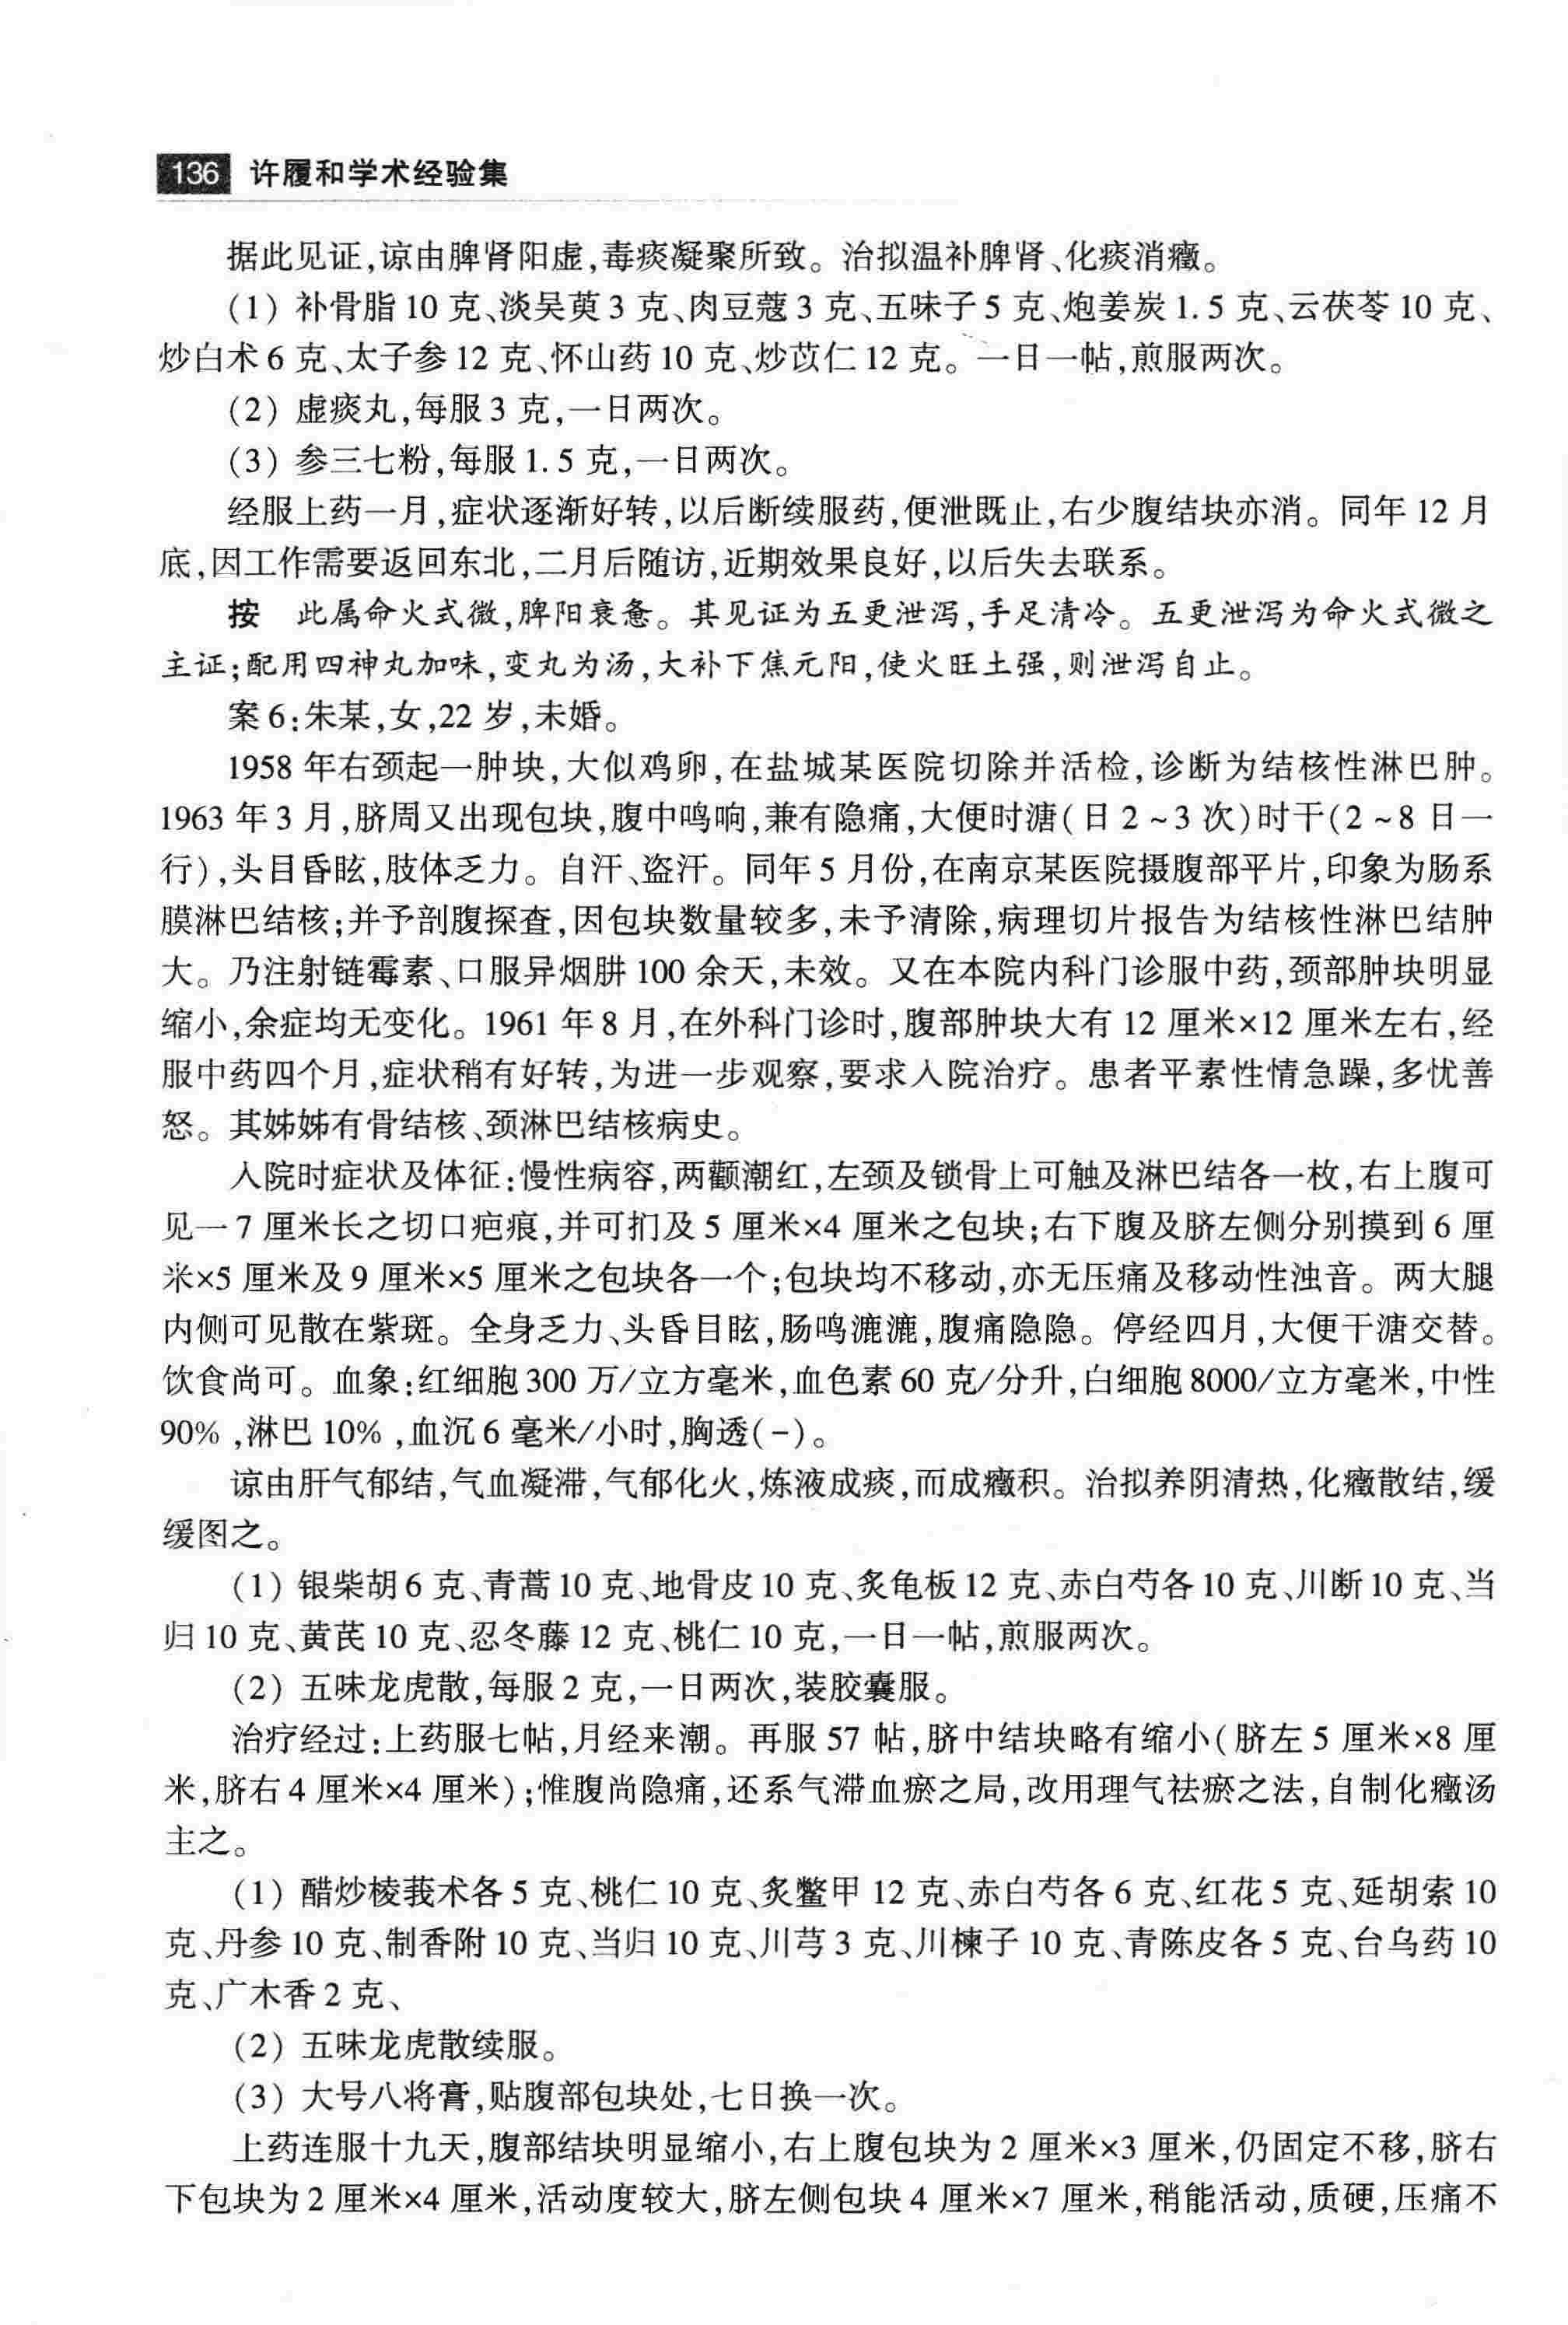 136 许履和学术经验集
据此见证,谅由脾肾阳虚,毒痰凝聚所致。治拟温补脾肾、化痰消癥。
(1) 补骨脂 10 克、淡吴萸 3 克、肉豆蔻 3 克、五味子 5 克、炮姜炭 1.5 克、云茯苓 10 克、
炒白术 6 克、太子参 12 克、怀山药 10 克、炒苡仁 12 克。一日一帖,煎服两次。
(2) 虚痰丸,每服 3 克,一日两次。
(3) 参三七粉,每服 1.5 克,一日两次。
经服上药一月,症状逐渐好转,以后断续服药,便泄既止,右少腹结块亦消。同年 12 月
底,因工作需要返回东北,二月后随访,近期效果良好,以后失去联系。
按 此属命火式微,脾阳衰惫。其见证为五更泄泻,手足清冷。五更泄泻为命火式微之
主证;配用四神丸加味,变丸为汤,大补下焦元阳,使火旺土强,则泄泻自止。
案 6:朱某,女,22 岁,未婚。
1958 年右颈起一肿块,大似鸡卵,在盐城某医院切除并活检,诊断为结核性淋巴肿。
1963 年 3 月,脐周又出现包块,腹中鸣响,兼有隐痛,大便时溏(日 2~3 次)时干(2~8 日一
行),头目昏眩,肢体乏力。自汗、盗汗。同年 5 月份,在南京某医院摄腹部平片,印象为肠系
膜淋巴结核;并予剖腹探查,因包块数量较多,未予清除,病理切片报告为结核性淋巴结肿
大。乃注射链霉素、口服异烟肼 100 余天,未效。又在本院内科门诊服中药,颈部肿块明显
缩小,余症均无变化。1961 年 8 月,在外科门诊时,腹部肿块大有 12 厘米×12 厘米左右,经
服中药四个月,症状稍有好转,为进一步观察,要求入院治疗。患者平素性情急躁,多忧善
怒。其姊姊有骨结核、颈淋巴结核病史。
入院时症状及体征:慢性病容,两颧潮红,左颈及锁骨上可触及淋巴结各一枚,右上腹可
见一 7 厘米长之切口疤痕,并可扪及 5 厘米×4 厘米之包块;右下腹及脐左侧分别摸到 6 厘
米×5 厘米及 9 厘米×5 厘米之包块各一个;包块均不移动,亦无压痛及移动性浊音。两大腿
内侧可见散在紫斑。全身乏力、头昏目眩,肠鸣漉漉,腹痛隐隐。停经四月,大便干溏交替。
饮食尚可。血象:红细胞 300 万/立方毫米,血色素 60 克/分升,白细胞 8000/立方毫米,中性
90%,淋巴 10%,血沉 6 毫米/小时,胸透(-)。
谅由肝气郁结,气血凝滞,气郁化火,炼液成痰,而成癥积。治拟养阴清热,化癥散结,缓
缓图之。
(1) 银柴胡 6 克、青蒿 10 克、地骨皮 10 克、炙龟板 12 克、赤白芍各 10 克、川断 10 克、当
归 10 克、黄芪 10 克、忍冬藤 12 克、桃仁 10 克,一日一帖,煎服两次。
(2) 五味龙虎散,每服 2 克,一日两次,装胶囊服。
治疗经过:上药服七帖,月经来潮。再服 57 帖,脐中结块略有缩小(脐左 5 厘米×8 厘
米,脐右 4 厘米×4 厘米);惟腹尚隐痛,还系气滞血瘀之局,改用理气祛瘀之法,自制化癥汤
主之。
(1) 醋炒棱莪术各 5 克、桃仁 10 克、炙鳖甲 12 克、赤白芍各 6 克、红花 5 克、延胡索 10
克、丹参 10 克、制香附 10 克、当归 10 克、川芎 3 克、川楝子 10 克、青陈皮各 5 克、台乌药 10
克、广木香 2 克、
(2) 五味龙虎散续服。
(3) 大号八将膏,贴腹部包块处,七日换一次。
上药连服十九天,腹部结块明显缩小,右上腹包块为 2 厘米×3 厘米,仍固定不移,脐右
下包块为 2 厘米×4 厘米,活动度较大,脐左侧包块 4 厘米×7 厘米,稍能活动,质硬,压痛不